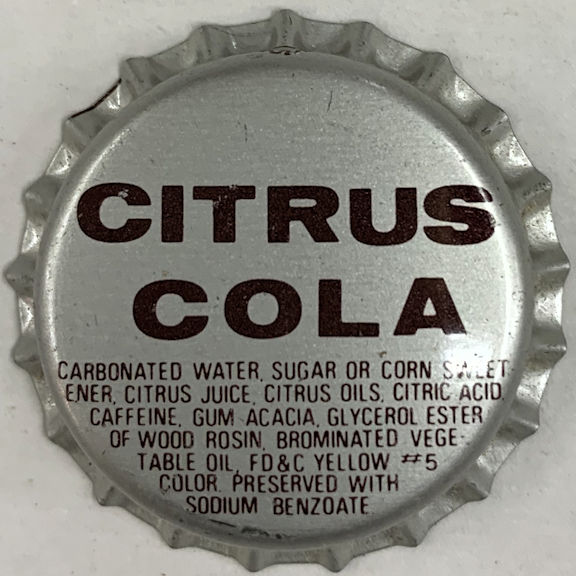 CITRUS
COLA
CARBONATED WATER, SUGAR OR CORN SWEET-
ENER, CITRUS JUICE, CITRUS OILS, CITRIC ACID,
CAFFEINE, GUM ACACIA, GLYCEROL ESTER
OF WOOD ROSIN, BROMINATED VEGE-
TABLE OIL, FD&C YELLOW #5
COLOR. PRESERVED WITH
SODIUM BENZOATE